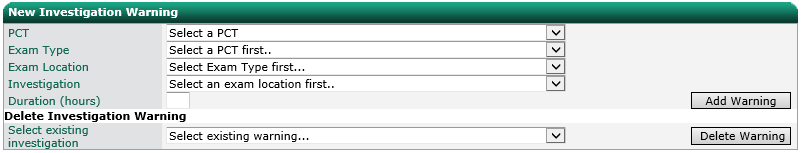 New Investigation Warning
PCT Select a PCT
Exam Type Select a PCT first..
Exam Location Select Exam Type first...
Investigation Select an exam location first..
Duration (hours) Add Warning
Delete Investigation Warning
Select existing
investigation Select existing warning... Delete Warning